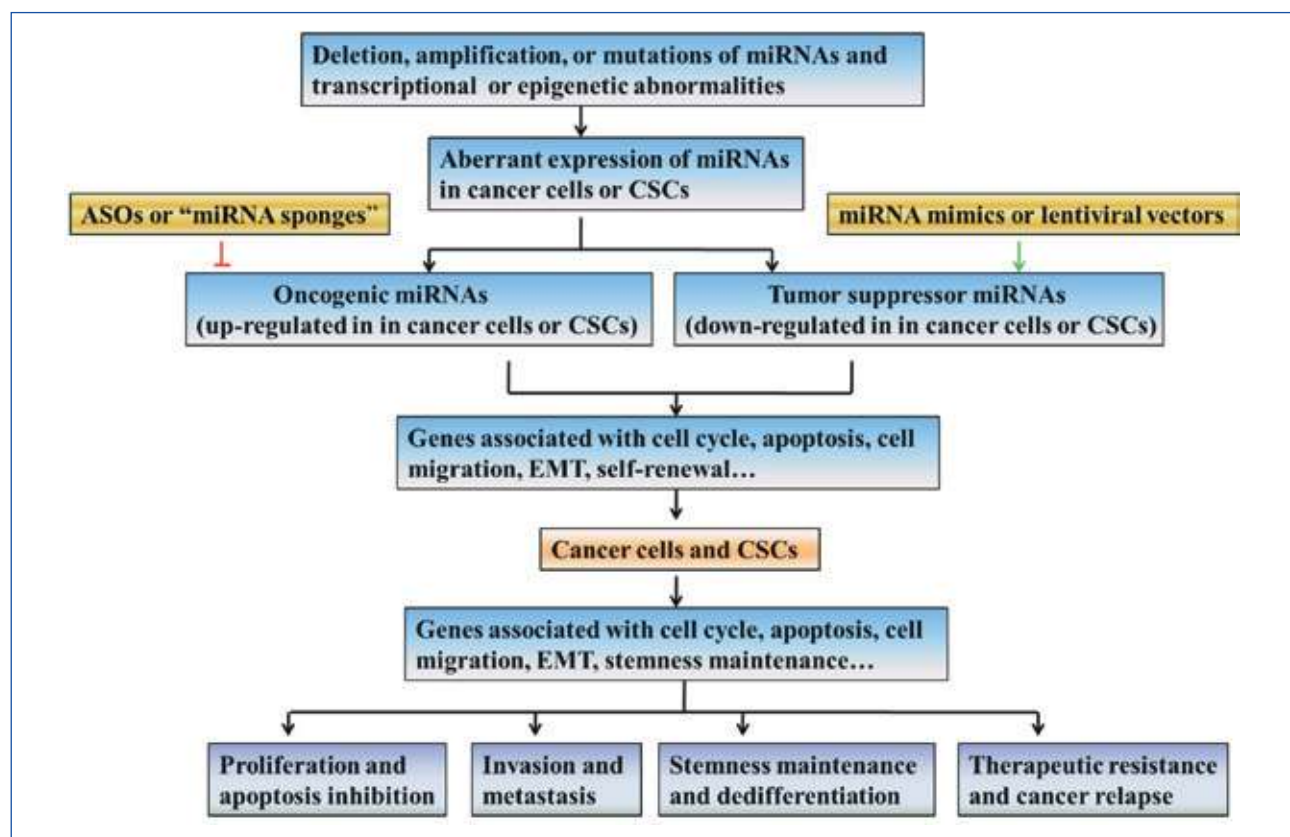 Deletion, amplification, or mutations of miRNAs and
transcriptional or epigenetic abnormalities
Aberrant expression of miRNAs
in cancer cells or CSCs
ASOs or “miRNA sponges”
miRNA mimics or lentiviral vectors
Oncogenic miRNAs
(up-regulated in in cancer cells or CSCs)
Tumor suppressor miRNAs
(down-regulated in in cancer cells or CSCs)
Genes associated with cell cycle, apoptosis, cell
migration, EMT, self-renewal…
Cancer cells and CSCs
Genes associated with cell cycle, apoptosis, cell
migration, EMT, stemness maintenance…
Proliferation and
apoptosis inhibition
Invasion and
metastasis
Stemness maintenance
and dedifferentiation
Therapeutic resistance
and cancer relapse